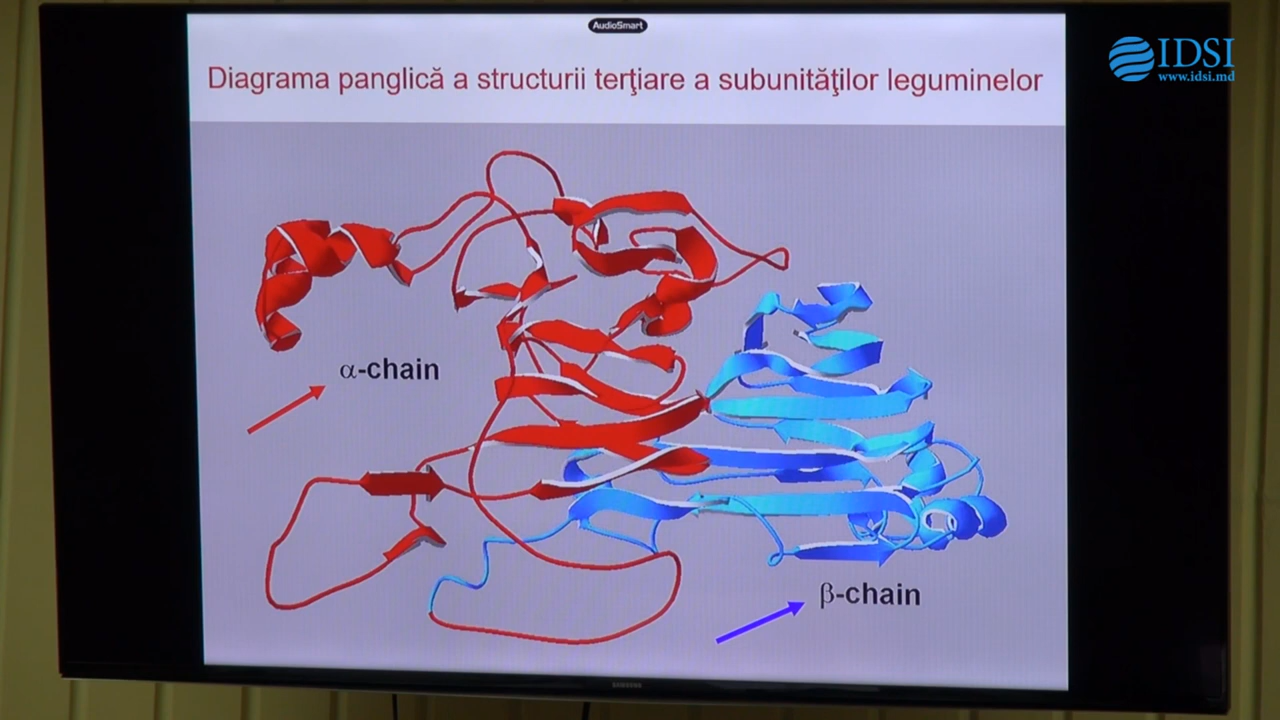 AudioSmart
IDSI
www.idsi.md
Diagrama panglică a structurii terţiare a subunităţilor leguminelor
α-chain
β-chain
SAMSUNG